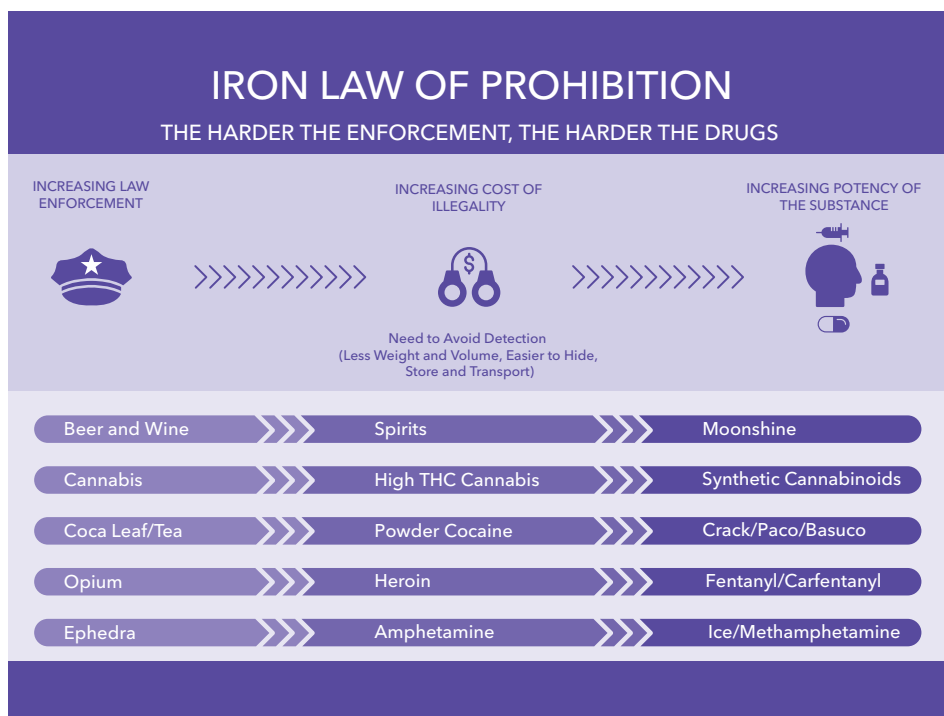 IRON LAW OF PROHIBITION
THE HARDER THE ENFORCEMENT, THE HARDER THE DRUGS
INCREASING LAW
ENFORCEMENT
INCREASING COST OF
ILLEGALITY
INCREASING POTENCY OF
THE SUBSTANCE
$
Need to Avoid Detection
(Less Weight and Volume, Easier to Hide,
Store and Transport)
Beer and Wine
Spirits
Moonshine
Cannabis
High THC Cannabis
Synthetic Cannabinoids
Coca Leaf/Tea
Powder Cocaine
Crack/Paco/Basuco
Opium
Heroin
Fentanyl/Carfentanyl
Ephedra
Amphetamine
Ice/Methamphetamine